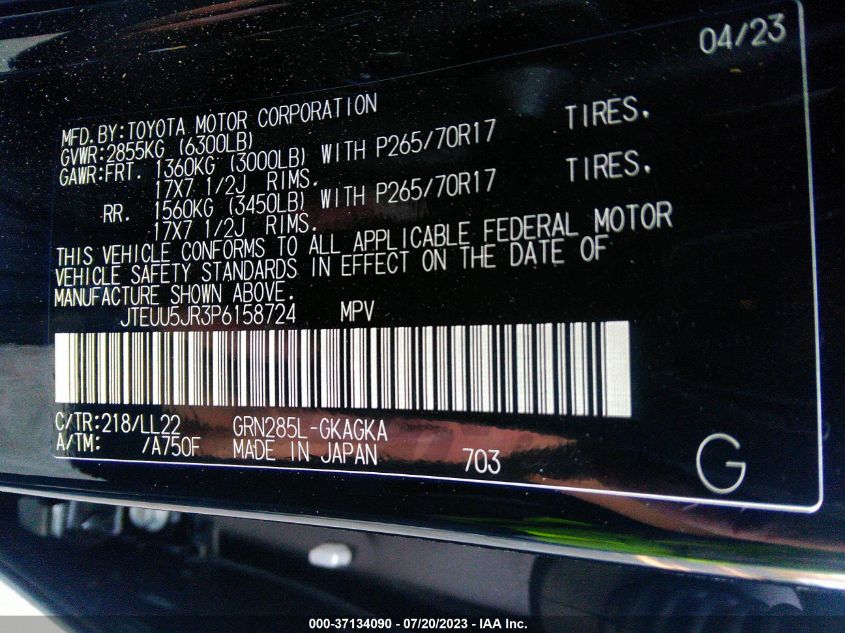 04/23
MFD.BY:TOYOTA MOTOR CORPORATION
GVWR:2855KG (6300LB)
GAWR:FRT. 1360KG (3000LB) WITH P265/70R17 TIRES.
17X7 1/2J RIMS.
RR. 1560KG (3450LB) WITH P265/70R17 TIRES.
17X7 1/2J RIMS.
THIS VEHICLE CONFORMS TO ALL APPLICABLE FEDERAL MOTOR
VEHICLE SAFETY STANDARDS IN EFFECT ON THE DATE OF
MANUFACTURE SHOWN ABOVE.
JTEUU5JR3P6158724 MPV
C/TR:218/LL22 GRN285L-GKAGKA
A/TM: /A750F MADE IN JAPAN 703
G
000-37134090 - 07/20/2023 - IAA Inc.